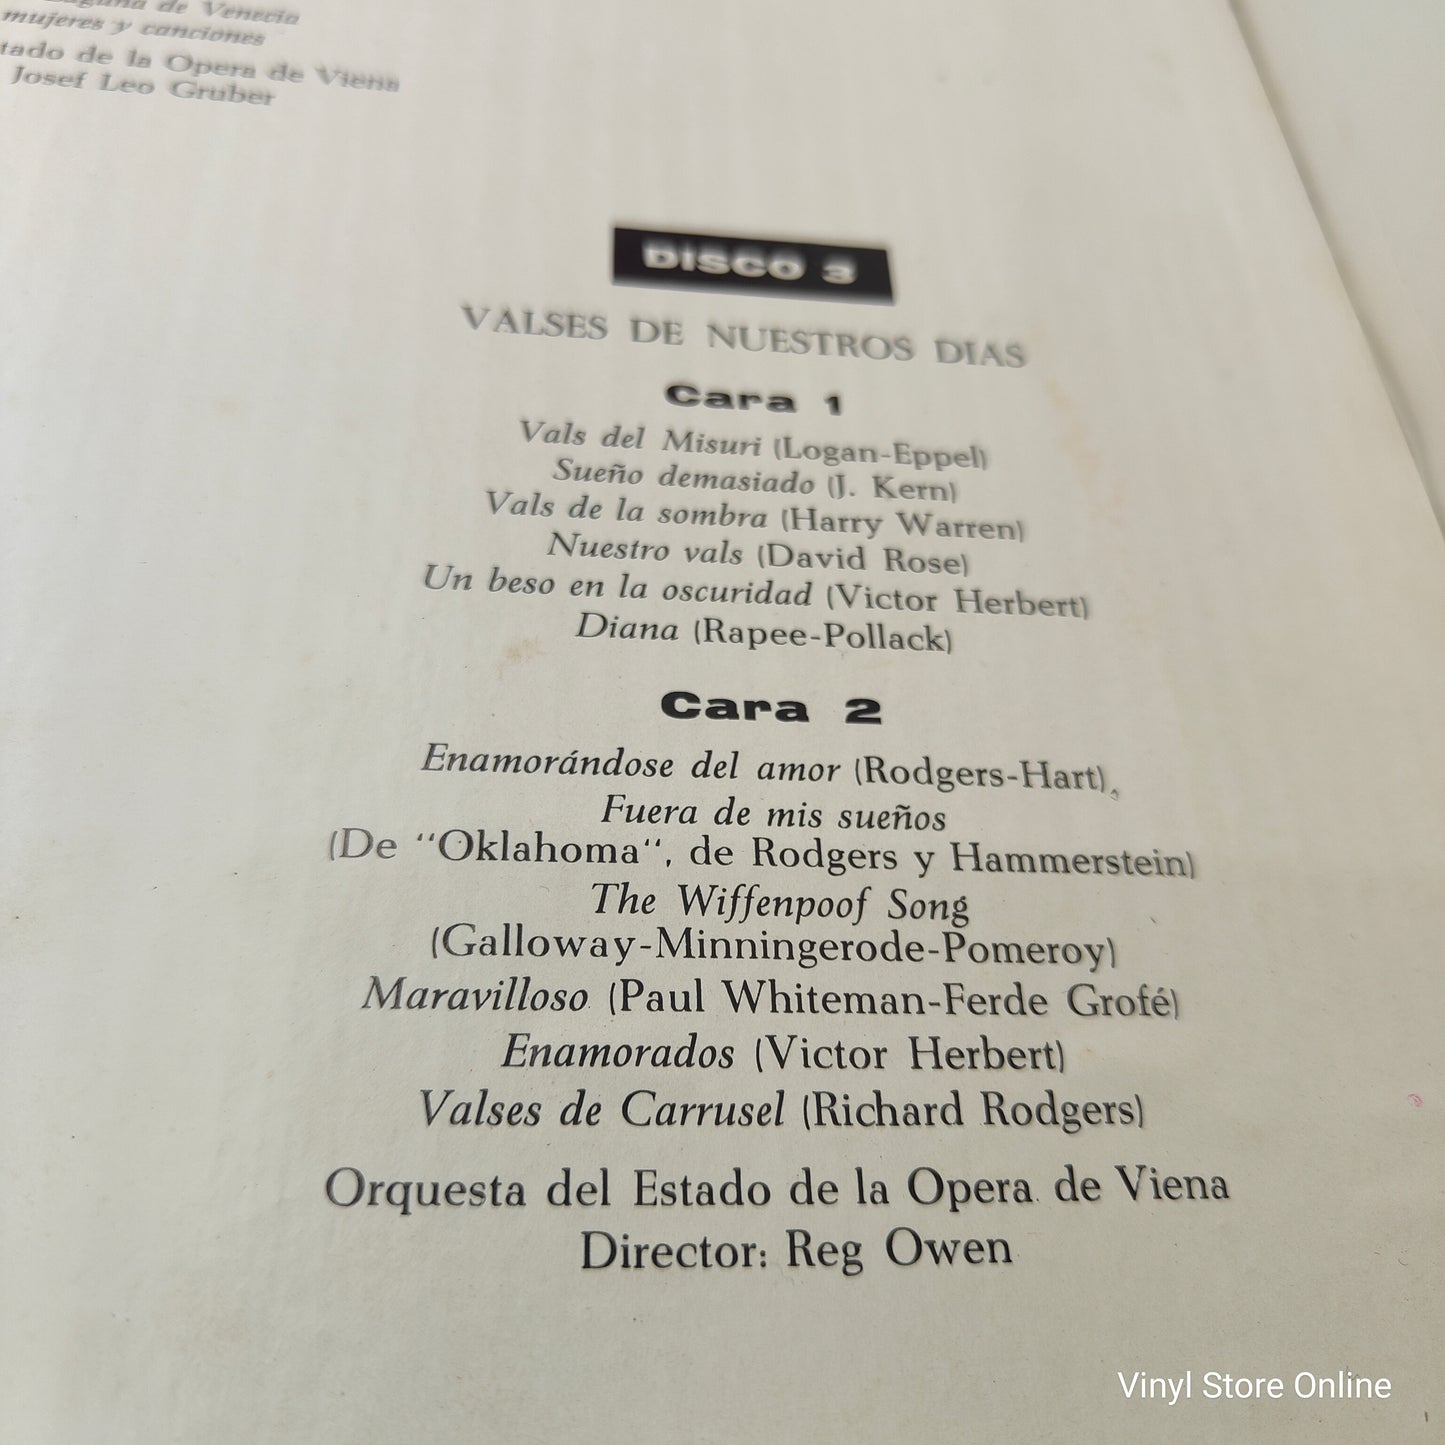 Laguna de Venecia
mujeres y canciones
tado de la Opera de Viena
Josef Leo Gruber
DISCO 3
VALSES DE NUESTROS DIAS
Cara 1
Vals del Misuri (Logan-Eppel)
Sueño demasiado (J. Kern)
Vals de la sombra (Harry Warren)
Nuestro vals (David Rose)
Un beso en la oscuridad (Victor Herbert)
Diana (Rapee-Pollack)
Cara 2
Enamorándose del amor (Rodgers-Hart),
Fuera de mis sueños
(De "Oklahoma", de Rodgers y Hammerstein)
The Wiffenpoof Song
(Galloway-Minningerode-Pomeroy)
Maravilloso (Paul Whiteman-Ferde Grofé)
Enamorados (Victor Herbert)
Valses de Carrusel (Richard Rodgers)
Orquesta del Estado de la Opera de Viena
Director: Reg Owen
Vinyl Store Online